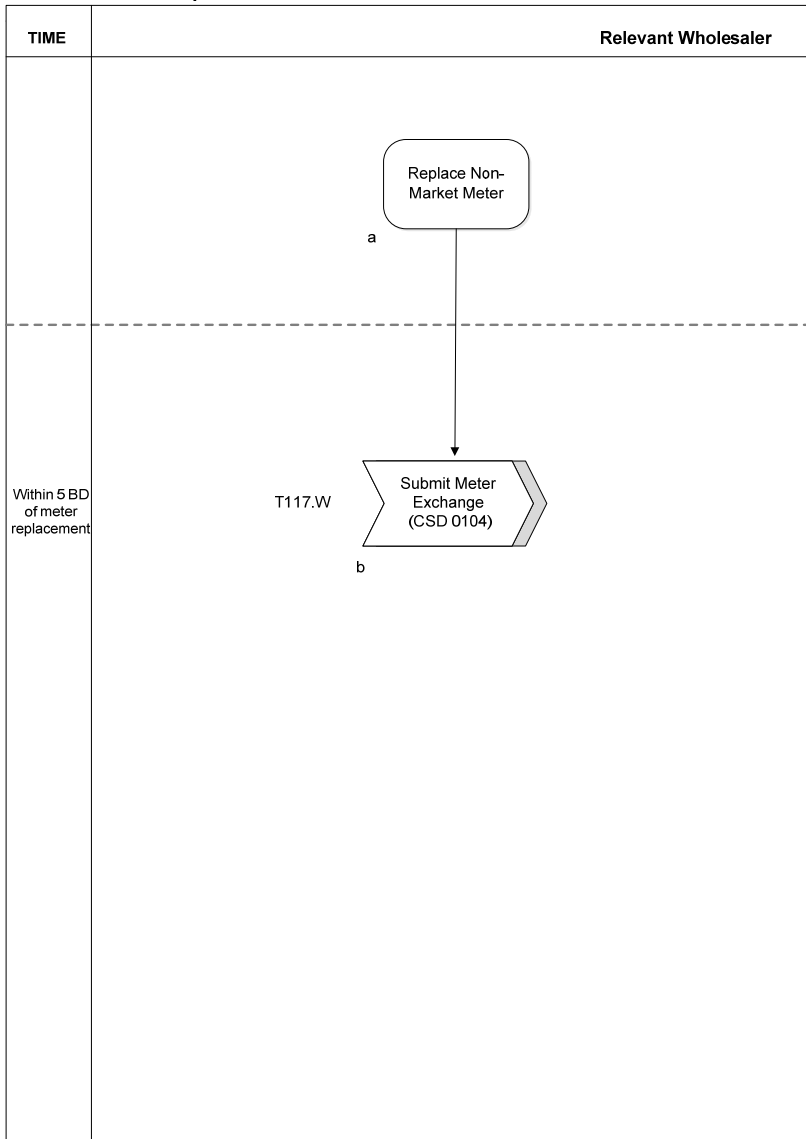 TIME
Relevant Wholesaler
Replace Non-
Market Meter
a
Within 5 BD
of meter
replacement
T117.W
Submit Meter
Exchange
(CSD 0104)
b